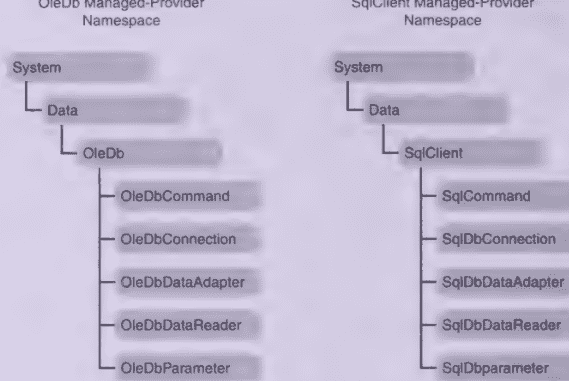 OleDb Managed-Provider
Namespace
System
Data
OleDb
OleDbCommand
OleDbConnection
OleDbDataAdapter
OleDbDataReader
OleDbParameter
SqlClient Managed-Provider
Namespace
System
Data
SqlClient
SqlCommand
SqlDbConnection
SqlDbDataAdapter
SqlDbDataReader
SqlDbparameter